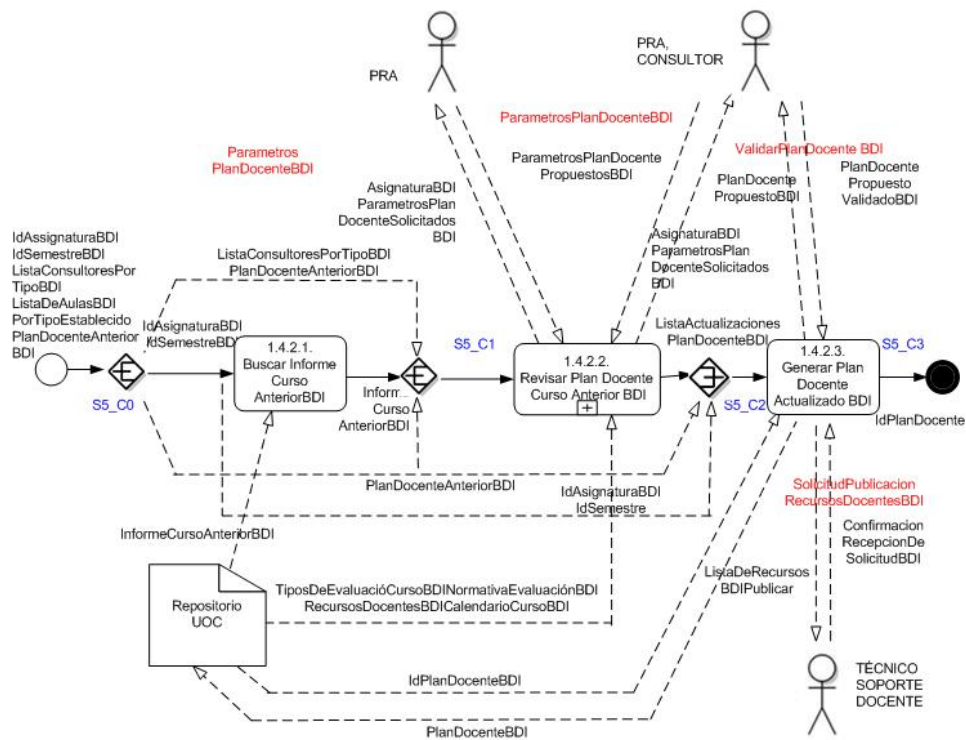 PRA
PRA,
CONSULTOR
ParametrosPlanDocenteBDI
Parametros
PlanDocenteBDI
ParametrosPlanDocente
PropuestosBDI
ValidarPlanDocente BDI
PlanDocente
PropuestoBDI
PlanDocente
Propuesto
ValidadoBDI
AsignaturaBDI
ParametrosPlan
DocenteSolicitados
BDI
IdAssignaturaBDI
IdSemestreBDI
ListaConsultoresPor
TipoBDI
ListaDeAulasBDI
PorTipoEstablecido
PlanDocenteAnterior
BDI
ListaConsultoresPorTipoBDI
PlanDocenteAnteriorBDI
AsignaturaBDI
ParametrosPlan
DocenteSolicitados
BDI
IdAsignaturaBDI
IdSemestreBDI
ListaActualizaciones
PlanDocenteBDI
S5_C0
1.4.2.1.
Buscar Informe
Curso
AnteriorBDI
S5_C1
1.4.2.2.
Revisar Plan Docente
Curso Anterior BDI
S5_C2
1.4.2.3.
Generar Plan
Docente
Actualizado BDI
S5_C3
Inform..
Curso
AnteriorBDI
IdPlanDocente
PlanDocenteAnteriorBDI
IdAsignaturaBDI
IdSemestre
SolicitudPublicacion
RecursosDocentesBDI
InformeCursoAnteriorBDI
Confirmacion
RecepcionDe
SolicitudBDI
ListaDeRecursos
BDIPublicar
Repositorio
UOC
TiposDeEvaluacióCursoBDINormativaEvaluaciónBDI
RecursosDocentesBDICalendarioCursoBDI
IdPlanDocenteBDI
PlanDocenteBDI
TÉCNICO
SOPORTE
DOCENTE